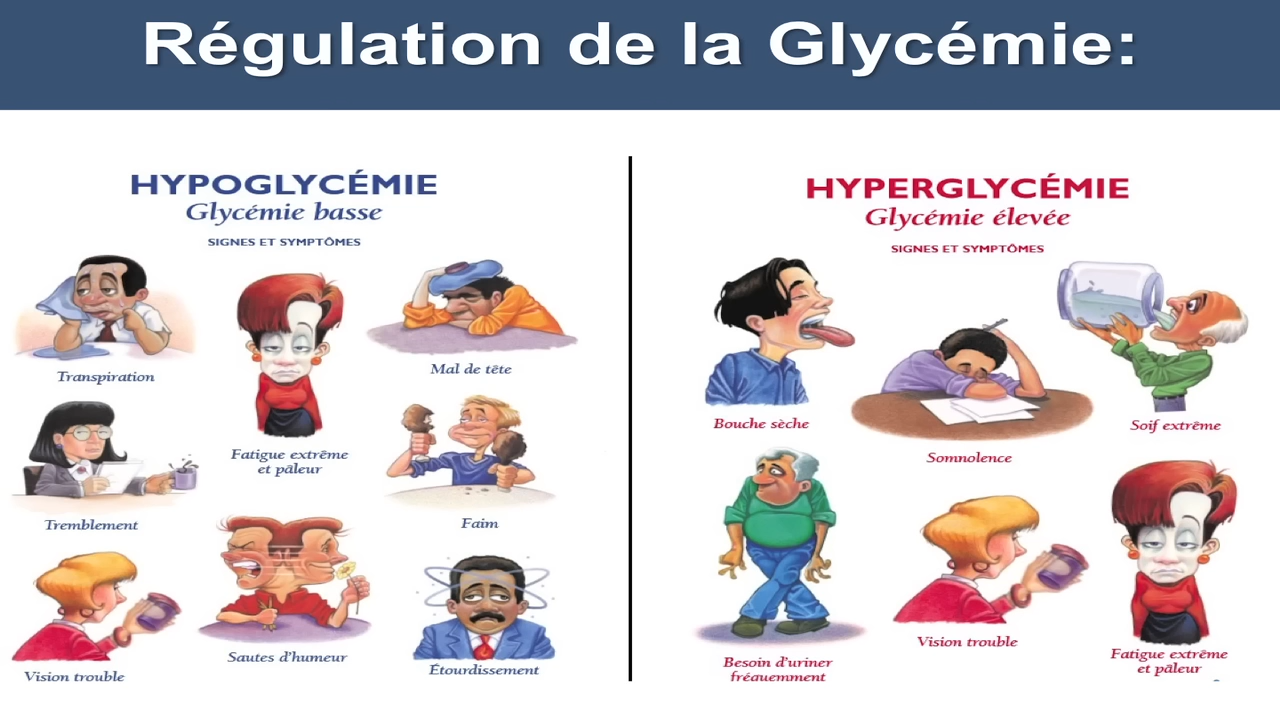 Régulation de la Glycémie:
HYPOGLYCÉMIE
Glycémie basse
SIGNES ET SYMPTÔMES
Transpiration
Fatigue extrême
et pâleur
Mal de tête
Tremblement
Faim
Vision trouble
Sautes d'humeur
Étourdissement
HYPERGLYCÉMIE
Glycémie élevée
SIGNES ET SYMPTÔMES
Bouche sèche
Somnolence
Soif extrême
Besoin d'uriner
fréquemment
Vision trouble
Fatigue extrême
et pâleur